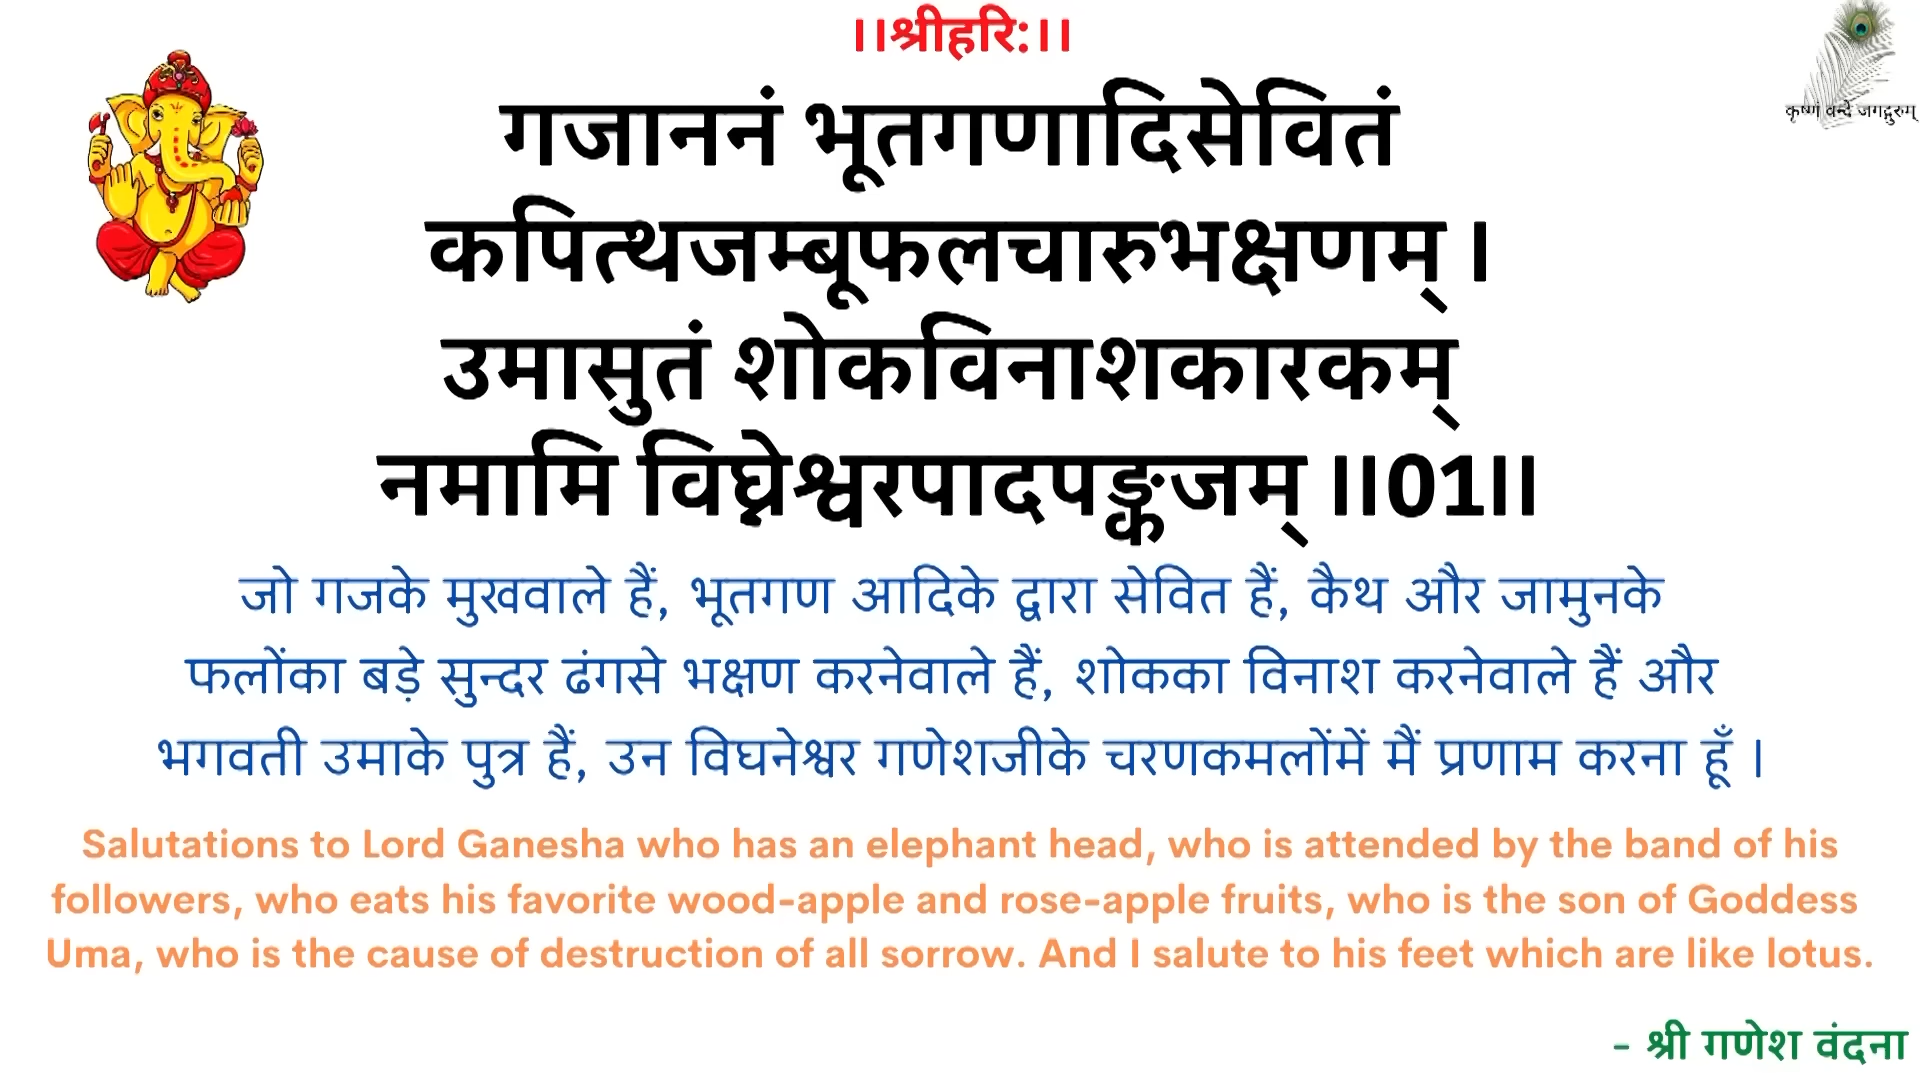 ।।श्रीहरि:।।
कृष्णं वन्दे जगद्गुरुम्
गजाननं भूतगणादिसेवितं
कपित्थजम्बूफलचारुभक्षणम् ।
उमासुतं शोकविनाशकारकम्
नमामि विघ्नेश्वरपादपङ्कजम् ।।01।।
जो गजके मुखवाले हैं, भूतगण आदिके द्वारा सेवित हैं, कैथ और जामुनके
फलोंका बड़े सुन्दर ढंगसे भक्षण करनेवाले हैं, शोकका विनाश करनेवाले हैं और
भगवती उमाके पुत्र हैं, उन विघनेश्वर गणेशजीके चरणकमलोंमें मैं प्रणाम करना हूँ ।
Salutations to Lord Ganesha who has an elephant head, who is attended by the band of his
followers, who eats his favorite wood-apple and rose-apple fruits, who is the son of Goddess
Uma, who is the cause of destruction of all sorrow. And I salute to his feet which are like lotus.
- श्री गणेश वंदना